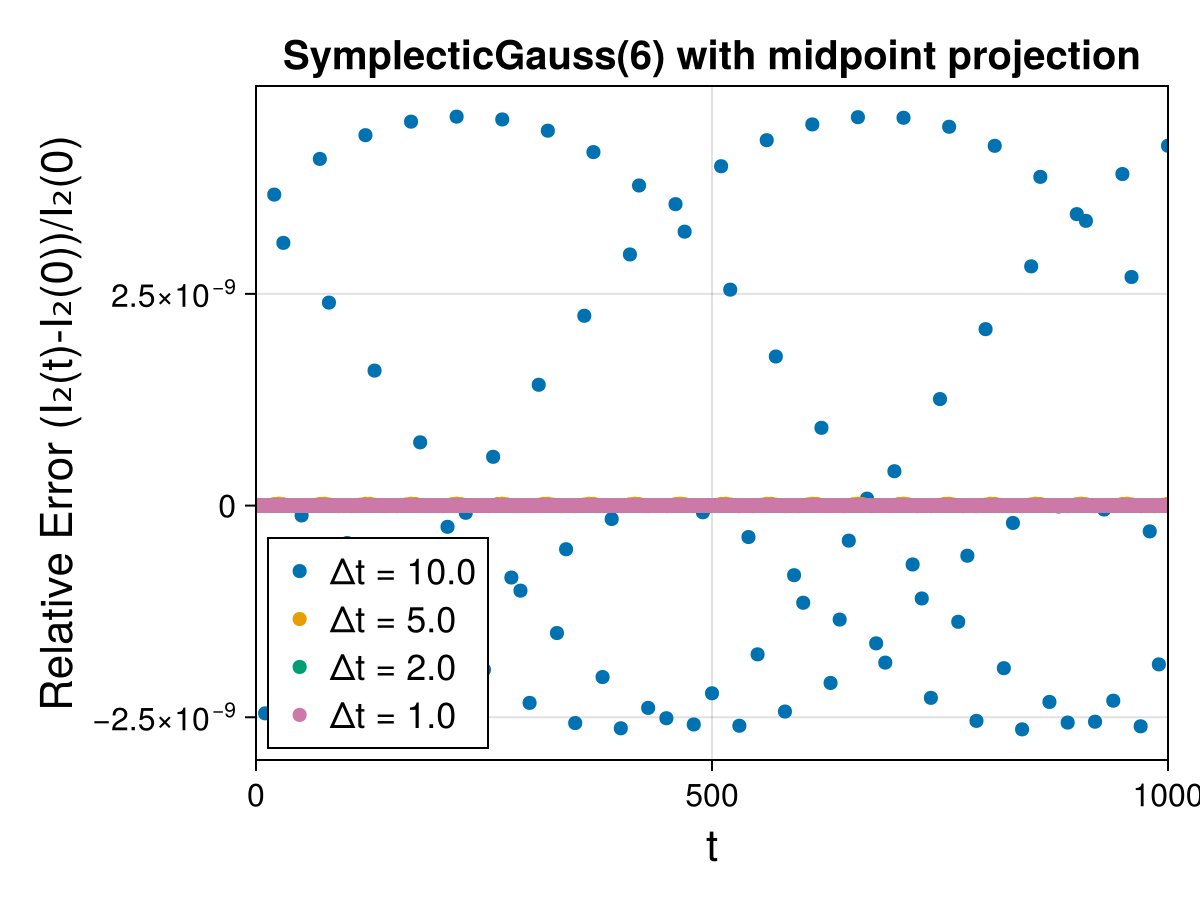 SymplecticGauss(6) with midpoint projection
Relative Error (I₂(t)-I₂(0))/I₂(0)
2.5×10⁻⁹
0
−2.5×10⁻⁹
Δt = 10.0
Δt = 5.0
Δt = 2.0
Δt = 1.0
0
500
1000
t